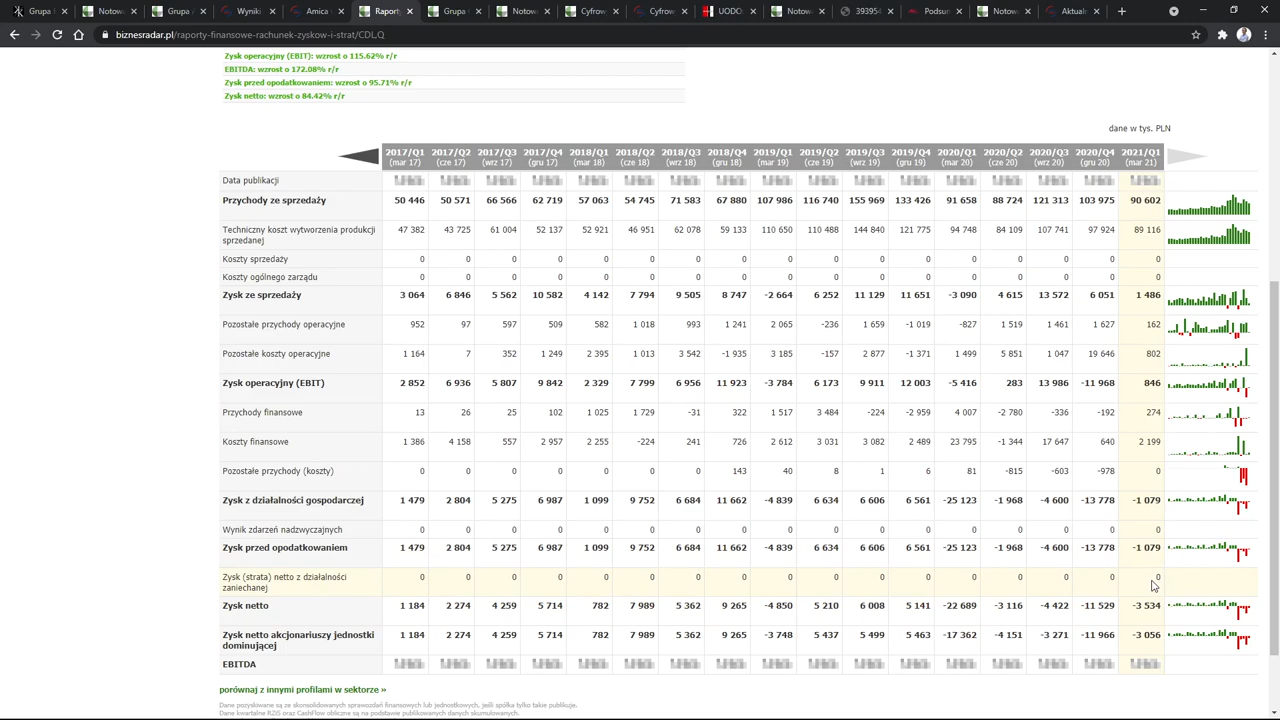 Korek
Nowos
biznesradar.pl/raporty-finansowe-rachunek-zyskow-i-strat/CDLQ
Zysk operacyjny (EBIT): wzrost o 115.62% r/r
EBITDA: wzrost o 172.08% r/r
Zysk przed opodatkowaniem: wzrost o 95.71% r/r
Zysk netto: wzrost o 84.42% r/r
dane w tys. PLN
2017/Q1 2017/Q2 2017/Q3 2017/Q4 2018/Q1 2018/Q2 2018/Q3 2018/Q4 2019/Q1 2019/Q2 2019/Q3 2019/Q4 2020/Q1 2020/Q2 2020/Q3 2020/Q4 2021/Q1
(mar 17) (cze 17) (wrz 17) (gru 17) (mar 18) (cze 18) (wrz 18) (gru 18) (mar 19) (cze 19) (wrz 19) (gru 19) (mar 20) (cze 20) (wrz 20) (gru 20) (mar 21)
Data publikacji
Przychody ze sprzedaży 50 446 50 571 66 566 62 719 57 063 54 745 71 583 67 880 107 986 116 740 155 969 133 426 91 658 88 724 121 313 103 975 90 602
Techniczny koszt wytworzenia produkcji 47 382 43 725 61 004 52 137 52 921 46 951 62 078 59 133 110 650 110 488 144 840 121 775 94 748 84 109 107 741 97 924 89 116
sprzedanej
Koszty sprzedaży 0 0 0 0 0 0 0 0 0 0 0 0 0 0 0 0 0
Koszty ogólnego zarządu 0 0 0 0 0 0 0 0 0 0 0 0 0 0 0 0 0
Zysk ze sprzedaży 3 064 6 846 5 562 10 582 4 142 7 794 9 505 8 747 -2 664 6 252 11 129 11 651 -3 090 4 615 13 572 6 051 1 486
Pozostałe przychody operacyjne 952 97 597 509 582 1 018 993 1 241 2 065 -236 1 659 -1 019 -827 1 519 1 461 1 627 162
Pozostałe koszty operacyjne 1 164 7 352 1 249 2 395 1 013 3 542 -1 935 3 185 -157 2 877 -1 371 1 499 5 851 1 047 19 646 802
Zysk operacyjny (EBIT) 2 852 6 936 5 807 9 842 2 329 7 799 6 956 11 923 -3 784 6 173 9 911 12 003 -5 416 283 13 986 -11 968 846
Przychody finansowe 13 26 25 102 1 025 1 729 -31 322 1 517 3 484 -224 2 959 4 007 -2 780 -336 -192 274
Koszty finansowe 1 386 4 158 557 2 957 2 255 -224 241 726 2 612 3 031 3 082 2 489 23 795 -1 344 17 647 640 2 199
Pozostałe przychody (koszty) 0 0 0 0 0 0 0 143 40 8 1 6 81 -815 -603 -978 0
Zysk z działalności gospodarczej 1 479 2 804 5 275 6 987 1 099 9 752 6 684 11 662 -4 839 6 634 6 606 6 561 -25 123 -1 968 -4 600 -13 778 -1 079
Wynik zdarzeń nadzwyczajnych 0 0 0 0 0 0 0 0 0 0 0 0 0 0 0 0 0
Zysk przed opodatkowaniem 1 479 2 804 5 275 6 987 1 099 9 752 6 684 11 662 -4 839 6 634 6 606 6 561 -25 123 -1 968 -4 600 -13 778 -1 079
Zysk (strata) netto z działalności 0 0 0 0 0 0 0 0 0 0 0 0 0 0 0 0 0
zaniechanej
Zysk netto 1 184 2 274 4 259 5 714 782 7 989 5 362 9 265 -4 850 5 210 6 008 5 141 -22 689 -3 116 -4 422 -11 529 -3 534
Zysk netto akcjonariuszy jednostki 1 184 2 274 4 259 5 714 782 7 989 5 362 9 265 3 748 5 437 5 499 5 463 -17 362 -4 151 -3 271 -11 966 -3 056
dominującej
EBITDA
porównaj z innymi profilami w sektorze »
Dane pozyskiwane są ze skonsolidowanych sprawozdań finansowych lub jednostkowych, jeśli spółka tylko takie publikuje.
Dane kwartalne RZiS oraz CashFlow obliczne są na podstawie publikowanych danych skumulowanych.